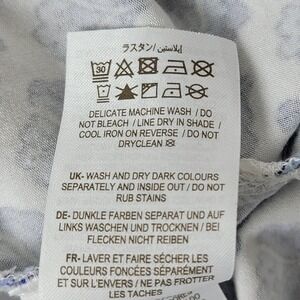 ラスタン / إيلاستين
30
DELICATE MACHINE WASH / DO
NOT BLEACH / LINE DRY IN SHADE /
COOL IRON ON REVERSE / DO NOT
DRYCLEAN
UK- WASH AND DRY DARK COLOURS
SEPARATELY AND INSIDE OUT / DO NOT
RUB STAINS
DE- DUNKLE FARBEN SEPARAT UND AUF
LINKS WASCHEN UND TROCKNEN / BEI
FLECKEN NICHT REIBEN
FR- LAVER ET FAIRE SÉCHER LES
COULEURS FONCÉES SÉPARÉMENT
ET SUR L'ENVERS / NE PAS FROTTER
LES TACHES